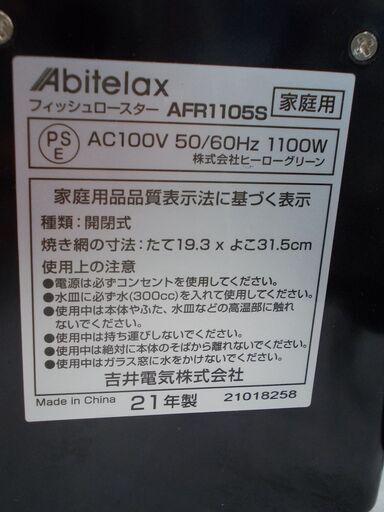 Abitelax
フィッシュロースター AFR1105S 家庭用
PS E AC100V 50/60Hz 1100W
株式会社ヒーローグリーン
家庭用品品質表示法に基づく表示
種類：開閉式
焼き網の寸法：たて19.3 x よこ31.5cm
使用上の注意
●電源は必ずコンセントを使用してください。
●水皿に必ず水(300cc)を入れて使用してください。
●使用中は本体やふた、水皿などの高温部に触れ
ないでください。
●使用中は持ち運びしないでください。
●使用中は絶対に本体のそばから離れないでください。
●使用中はガラス窓に水をかけないでください。
吉井電気株式会社
Made in China 21年製 21018258